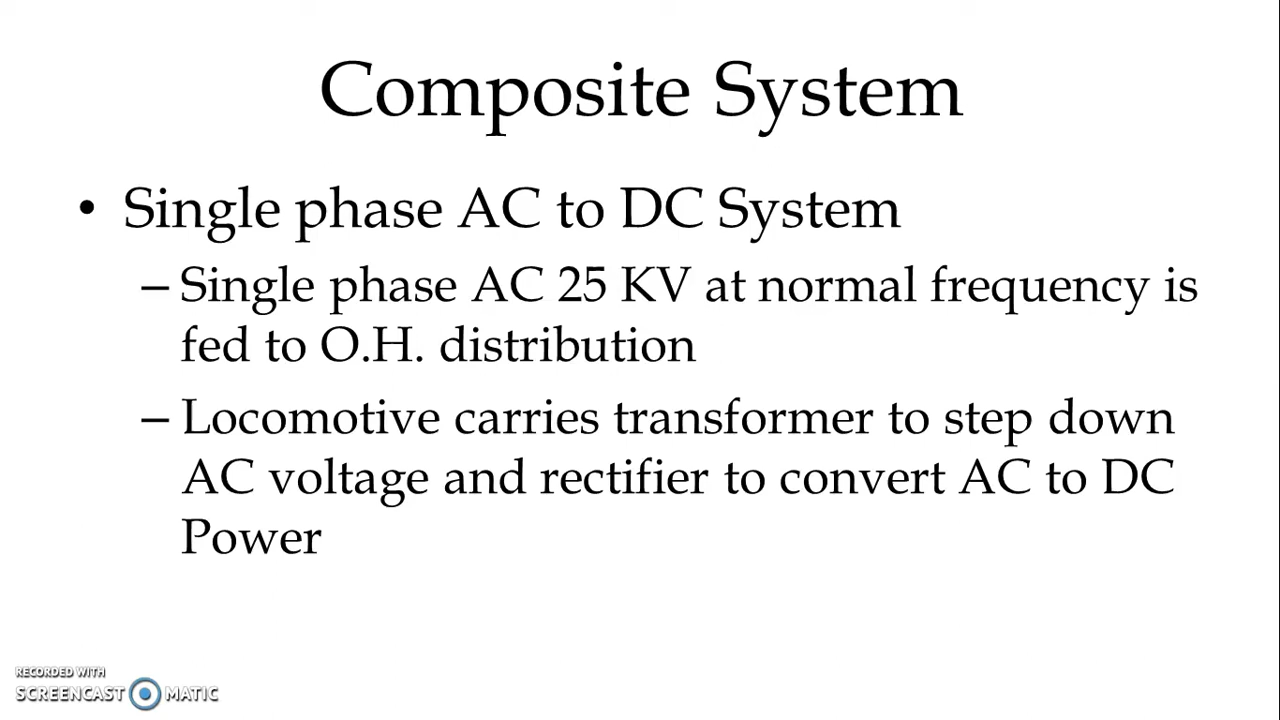 Composite System
• Single phase AC to DC System
– Single phase AC 25 KV at normal frequency is
fed to O.H. distribution
– Locomotive carries transformer to step down
AC voltage and rectifier to convert AC to DC
Power
RECORDED WITH
SCREENCAST MATIC